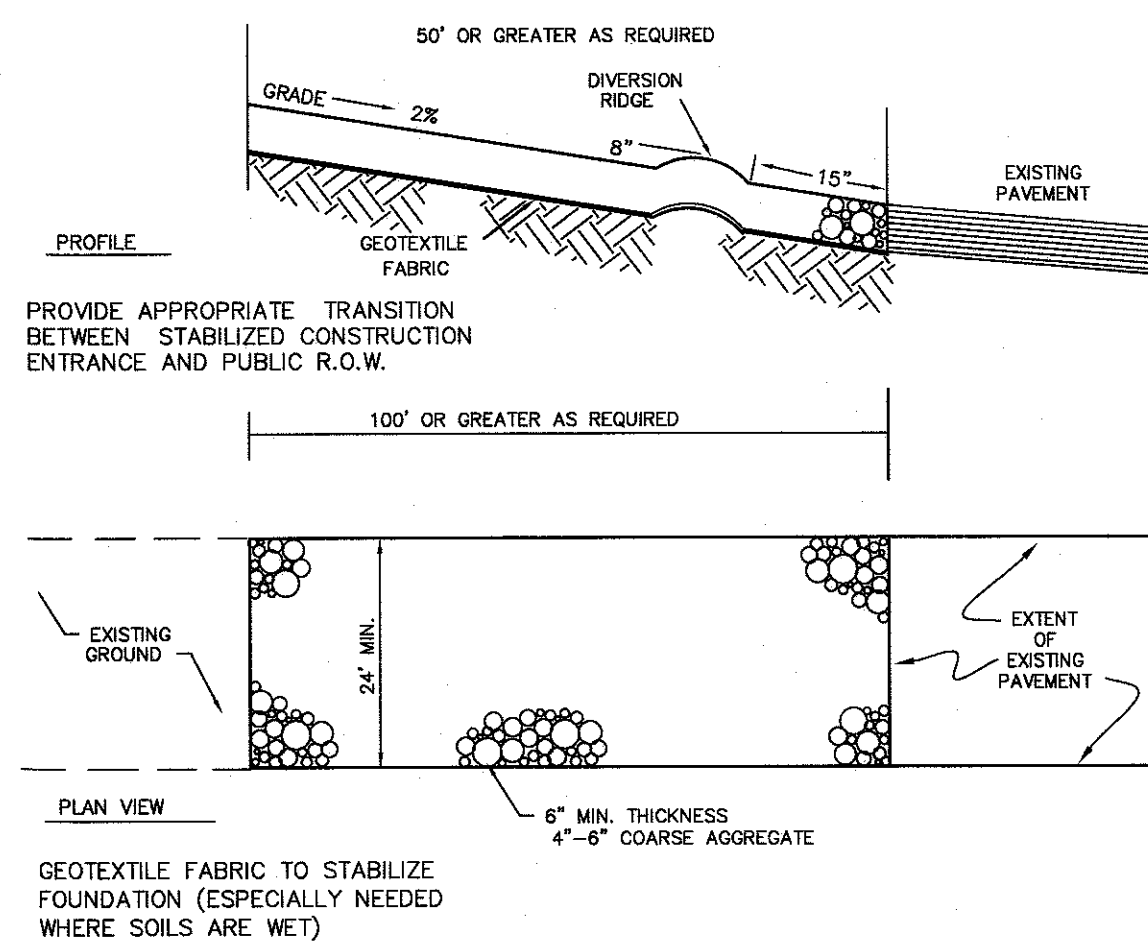 50' OR GREATER AS REQUIRED
DIVERSION
RIDGE
GRADE
2%
8"
15"
EXISTING
PAVEMENT
PROFILE
GEOTEXTILE
FABRIC
PROVIDE APPROPRIATE TRANSITION
BETWEEN STABILIZED CONSTRUCTION
ENTRANCE AND PUBLIC R.O.W.
100' OR GREATER AS REQUIRED
EXISTING
GROUND
24' MIN.
EXTENT
OF
EXISTING
PAVEMENT
PLAN VIEW
6" MIN. THICKNESS
4"-6" COARSE AGGREGATE
GEOTEXTILE FABRIC TO STABILIZE
FOUNDATION (ESPECIALLY NEEDED
WHERE SOILS ARE WET)